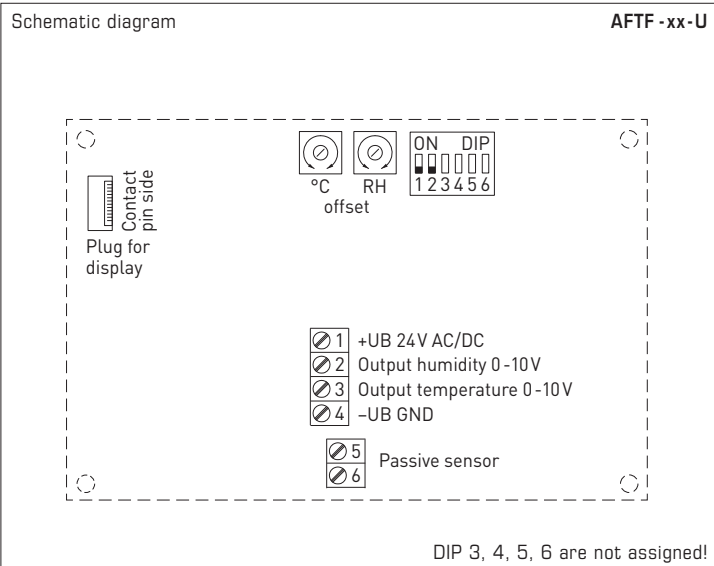 Schematic diagram
AFTF -xx-U
ON DIP
1 2 3 4 5 6
°C RH
offset
Contact
pin side
Plug for
display
1 +UB 24V AC/DC
2 Output humidity 0-10V
3 Output temperature 0-10V
4 –UB GND
5
Passive sensor
6
DIP 3, 4, 5, 6 are not assigned!